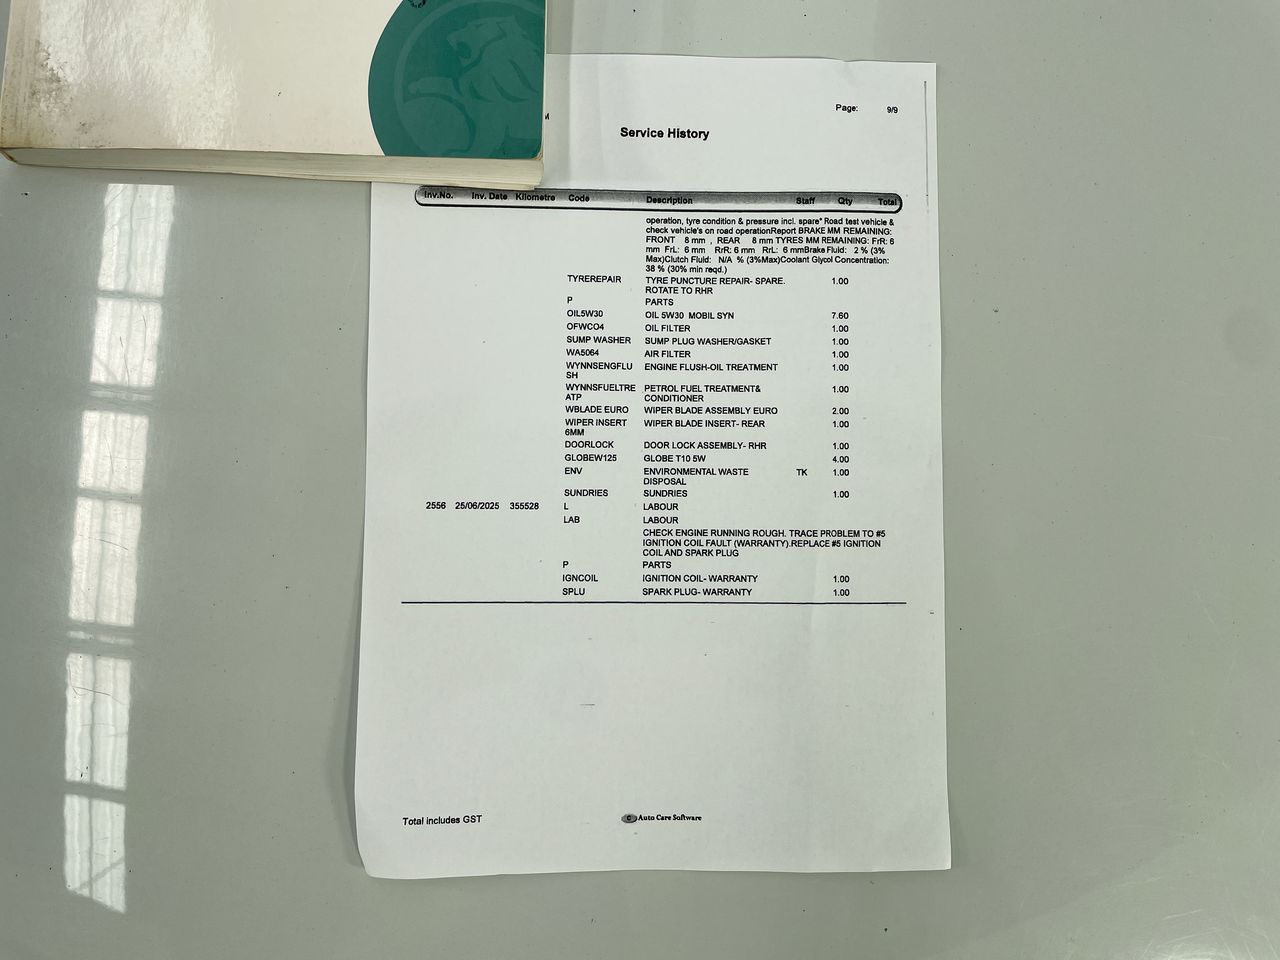 Page: 9/9
M
Service History
Inv.No. Inv. Date Kilometre Code Description Staff Qty Total
operation, tyre condition & pressure incl. spare* Road test vehicle &
check vehicle's on road operationReport BRAKE MM REMAINING:
FRONT 8 mm , REAR 8 mm TYRES MM REMAINING: FrR: 6
mm FrL: 6 mm RrR: 6 mm RrL: 6 mmBrake Fluid: 2 % (3%
Max)Clutch Fluid: N/A % (3%Max)Coolant Glycol Concentration:
38 % (30% min reqd.)
TYREREPAIR TYRE PUNCTURE REPAIR- SPARE. 1.00
ROTATE TO RHR
P PARTS
OIL5W30 OIL 5W30 MOBIL SYN 7.60
OFWCO4 OIL FILTER 1.00
SUMP WASHER SUMP PLUG WASHER/GASKET 1.00
WA5064 AIR FILTER 1.00
WYNNSENGFLU ENGINE FLUSH-OIL TREATMENT 1.00
SH
WYNNSFUELTRE PETROL FUEL TREATMENT& 1.00
ATP CONDITIONER
WBLADE EURO WIPER BLADE ASSEMBLY EURO 2.00
WIPER INSERT WIPER BLADE INSERT- REAR 1.00
6MM
DOORLOCK DOOR LOCK ASSEMBLY- RHR 1.00
GLOBEW125 GLOBE T10 5W 4.00
ENV ENVIRONMENTAL WASTE TK 1.00
DISPOSAL
SUNDRIES SUNDRIES 1.00
2556 25/06/2025 355528 L LABOUR
LAB LABOUR
CHECK ENGINE RUNNING ROUGH. TRACE PROBLEM TO #5
IGNITION COIL FAULT (WARRANTY).REPLACE #5 IGNITION
COIL AND SPARK PLUG
P PARTS
IGNCOIL IGNITION COIL- WARRANTY 1.00
SPLU SPARK PLUG- WARRANTY 1.00
Total includes GST
C Auto Care Software